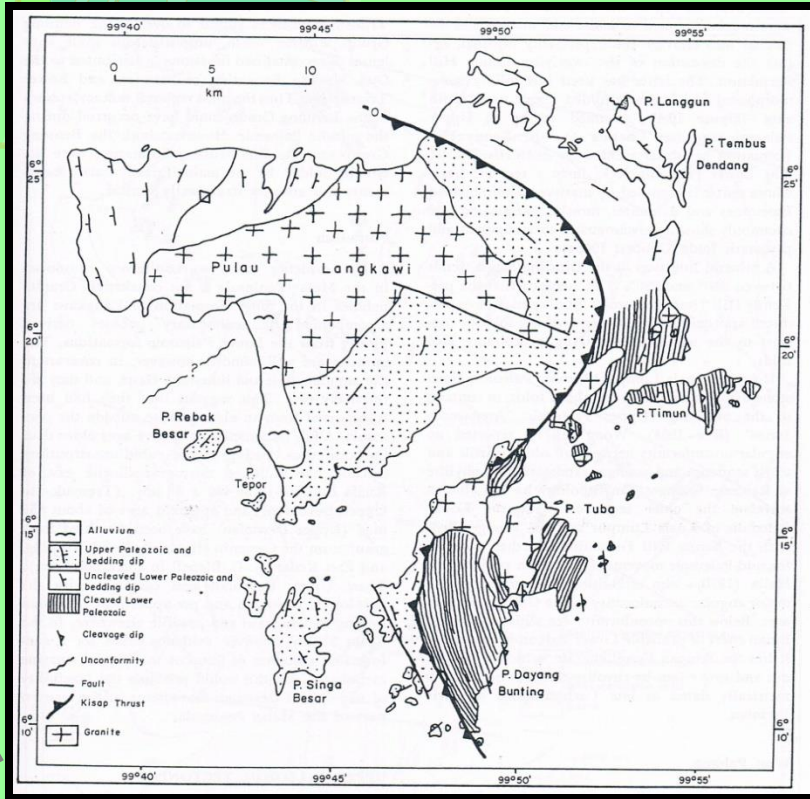 99°40'
99°45'
99°50'
99°55'
0
5
10
km
O
P. Langgun
P. Tembus
Dendang
6°
25'
6°
25'
Pulau Langkawi
6°
20'
6°
20'
P. Rebak
Besar
P. Timun
P.
Tepor
P. Tuba
6°
15'
6°
15'
Alluvium
Upper Paleozoic and
bedding dip
Uncleaved Lower Paleozoic and
bedding dip
Cleaved Lower
Paleozoic
Cleavage dip
Unconformity
Fault
Kisap Thrust
Granite
P. Dayang
Bunting
P. Singa
Besar
6°
10'
6°
10'
99°40'
99°45'
99°50'
99°55'